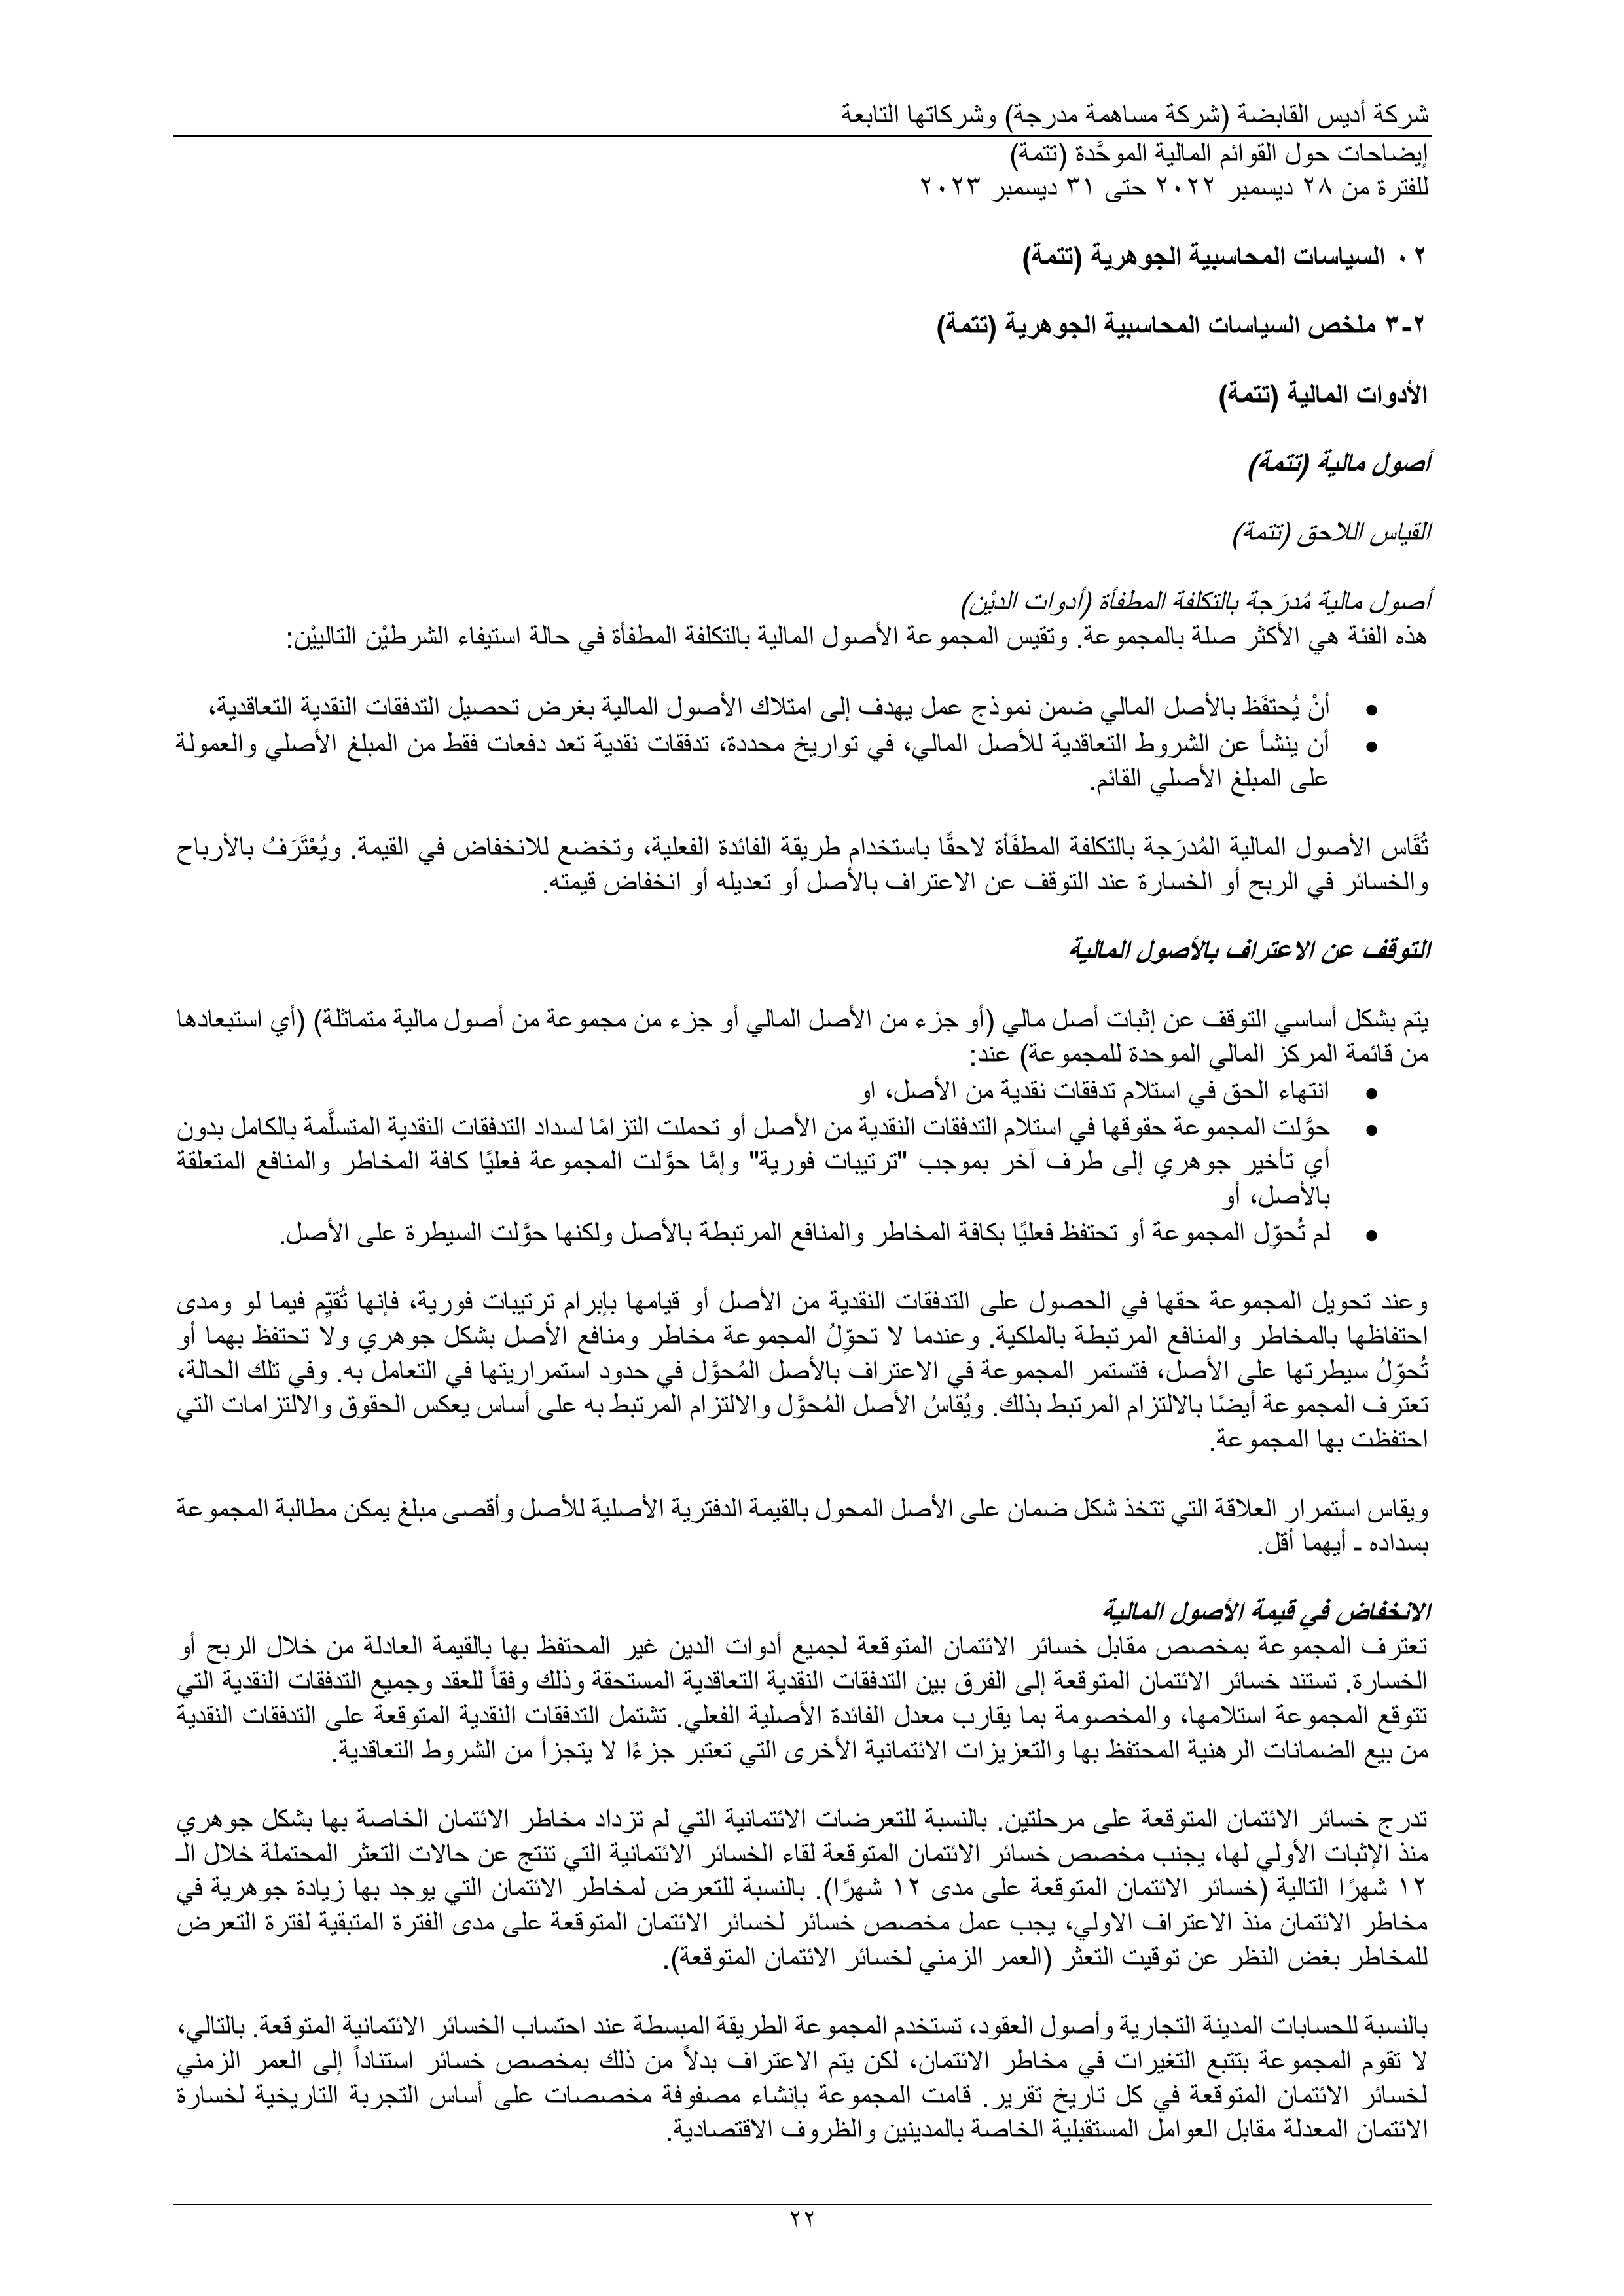 شركة أديس القابضة (شركة مساهمة مدرجة) وشركاتها التابعة
إيضاحات حول القوائم المالية الموحَّدة (تتمة)
للفترة من ٢٨ ديسمبر ٢٠٢٢ حتى ٣١ ديسمبر ٢٠٢٣
٠٢ السياسات المحاسبية الجوهرية (تتمة)
٢-٣ ملخص السياسات المحاسبية الجوهرية (تتمة)
الأدوات المالية (تتمة)
أصول مالية (تتمة)
القياس اللاحق (تتمة)
أصول مالية مُدرَجة بالتكلفة المطفأة (أدوات الديْن)
هذه الفئة هي الأكثر صلة بالمجموعة. وتقيس المجموعة الأصول المالية بالتكلفة المطفأة في حالة استيفاء الشرطيْن التالييْن:
• أنْ يُحتفَظ بالأصل المالي ضمن نموذج عمل يهدف إلى امتلاك الأصول المالية بغرض تحصيل التدفقات النقدية التعاقدية،
• أن ينشأ عن الشروط التعاقدية للأصل المالي، في تواريخ محددة، تدفقات نقدية تعد دفعات فقط من المبلغ الأصلي والعمولة
على المبلغ الأصلي القائم.
تُقَاس الأصول المالية المُدرَجة بالتكلفة المطفَأة لاحقًا باستخدام طريقة الفائدة الفعلية، وتخضع للانخفاض في القيمة. ويُعْتَرَفُ بالأرباح
والخسائر في الربح أو الخسارة عند التوقف عن الاعتراف بالأصل أو تعديله أو انخفاض قيمته.
التوقف عن الاعتراف بالأصول المالية
يتم بشكل أساسي التوقف عن إثبات أصل مالي (أو جزء من الأصل المالي أو جزء من مجموعة من أصول مالية متماثلة) (أي استبعادها
من قائمة المركز المالي الموحدة للمجموعة) عند:
• انتهاء الحق في استلام تدفقات نقدية من الأصل، او
• حوَّلت المجموعة حقوقها في استلام التدفقات النقدية من الأصل أو تحملت التزامًا لسداد التدفقات النقدية المتسلَّمة بالكامل بدون
أي تأخير جوهري إلى طرف آخر بموجب "ترتيبات فورية" وإمَّا حوَّلت المجموعة فعليًا كافة المخاطر والمنافع المتعلقة
بالأصل، أو
• لم تُحوِّل المجموعة أو تحتفظ فعليًا بكافة المخاطر والمنافع المرتبطة بالأصل ولكنها حوَّلت السيطرة على الأصل.
وعند تحويل المجموعة حقها في الحصول على التدفقات النقدية من الأصل أو قيامها بإبرام ترتيبات فورية، فإنها تُقيِّم فيما لو ومدى
احتفاظها بالمخاطر والمنافع المرتبطة بالملكية. وعندما لا تحوِّلُ المجموعة مخاطر ومنافع الأصل بشكل جوهري ولا تحتفظ بهما أو
تُحوِّلُ سيطرتها على الأصل، فتستمر المجموعة في الاعتراف بالأصل المُحوَّل في حدود استمراريتها في التعامل به. وفي تلك الحالة،
تعترف المجموعة أيضًا بالالتزام المرتبط بذلك. ويُقاسُ الأصل المُحوَّل والالتزام المرتبط به على أساس يعكس الحقوق والالتزامات التي
احتفظت بها المجموعة.
ويقاس استمرار العلاقة التي تتخذ شكل ضمان على الأصل المحول بالقيمة الدفترية الأصلية للأصل وأقصى مبلغ يمكن مطالبة المجموعة
بسداده - أيهما أقل.
الانخفاض في قيمة الأصول المالية
تعترف المجموعة بمخصص مقابل خسائر الائتمان المتوقعة لجميع أدوات الدين غير المحتفظ بها بالقيمة العادلة من خلال الربح أو
الخسارة. تستند خسائر الائتمان المتوقعة إلى الفرق بين التدفقات النقدية التعاقدية المستحقة وذلك وفقاً للعقد وجميع التدفقات النقدية التي
تتوقع المجموعة استلامها، والمخصومة بما يقارب معدل الفائدة الأصلية الفعلي. تشتمل التدفقات النقدية المتوقعة على التدفقات النقدية
من بيع الضمانات الرهنية المحتفظ بها والتعزيزات الائتمانية الأخرى التي تعتبر جزءًا لا يتجزأ من الشروط التعاقدية.
تدرج خسائر الائتمان المتوقعة على مرحلتين. بالنسبة للتعرضات الائتمانية التي لم تزداد مخاطر الائتمان الخاصة بها بشكل جوهري
منذ الإثبات الأولي لها، يجنب مخصص خسائر الائتمان المتوقعة لقاء الخسائر الائتمانية التي تنتج عن حالات التعثر المحتملة خلال الـ
١٢ شهرًا التالية (خسائر الائتمان المتوقعة على مدى ١٢ شهرًا). بالنسبة للتعرض لمخاطر الائتمان التي يوجد بها زيادة جوهرية في
مخاطر الائتمان منذ الاعتراف الاولي، يجب عمل مخصص خسائر لخسائر الائتمان المتوقعة على مدى الفترة المتبقية لفترة التعرض
للمخاطر بغض النظر عن توقيت التعثر (العمر الزمني لخسائر الائتمان المتوقعة).
بالنسبة للحسابات المدينة التجارية وأصول العقود، تستخدم المجموعة الطريقة المبسطة عند احتساب الخسائر الائتمانية المتوقعة. بالتالي،
لا تقوم المجموعة بتتبع التغيرات في مخاطر الائتمان، لكن يتم الاعتراف بدلاً من ذلك بمخصص خسائر استناداً إلى العمر الزمني
لخسائر الائتمان المتوقعة في كل تاريخ تقرير. قامت المجموعة بإنشاء مصفوفة مخصصات على أساس التجربة التاريخية لخسارة
الائتمان المعدلة مقابل العوامل المستقبلية الخاصة بالمدينين والظروف الاقتصادية.
٢٢